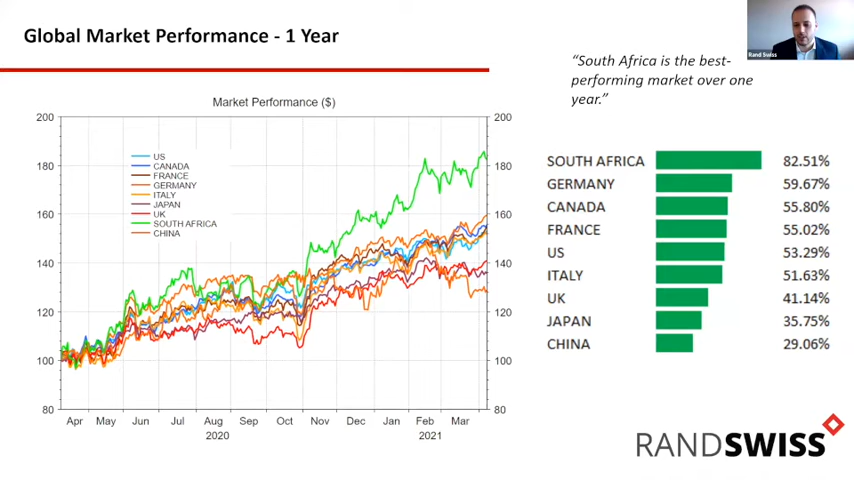 Global Market Performance - 1 Year
Rand Swiss
“South Africa is the best-
performing market over one
year.”
Market Performance ($)
200
180
160
140
120
100
80
200
180
160
140
120
100
80
US
CANADA
FRANCE
GERMANY
ITALY
JAPAN
UK
SOUTH AFRICA
CHINA
Apr May Jun Jul Aug Sep Oct Nov Dec Jan Feb Mar
2020 2021
SOUTH AFRICA 82.51%
GERMANY 59.67%
CANADA 55.80%
FRANCE 55.02%
US 53.29%
ITALY 51.63%
UK 41.14%
JAPAN 35.75%
CHINA 29.06%
RANDSWISS